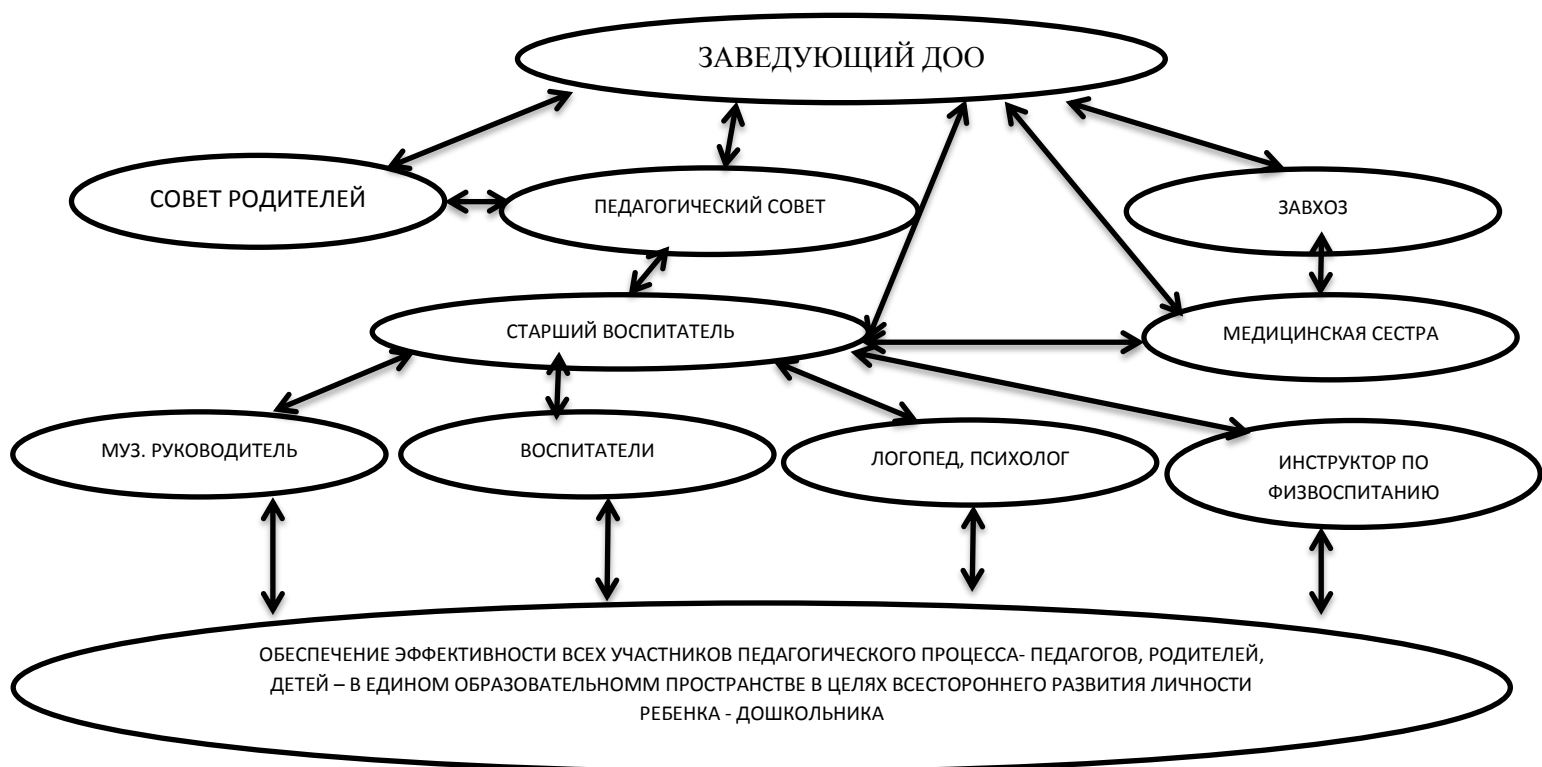 ЗАВЕДУЮЩИЙ ДОО
СОВЕТ РОДИТЕЛЕЙ
ПЕДАГОГИЧЕСКИЙ СОВЕТ
ЗАВХОЗ
СТАРШИЙ ВОСПИТАТЕЛЬ
МЕДИЦИНСКАЯ СЕСТРА
МУЗ. РУКОВОДИТЕЛЬ
ВОСПИТАТЕЛИ
ЛОГОПЕД, ПСИХОЛОГ
ИНСТРУКТОР ПО
ФИЗВОСПИТАНИЮ
ОБЕСПЕЧЕНИЕ ЭФФЕКТИВНОСТИ ВСЕХ УЧАСТНИКОВ ПЕДАГОГИЧЕСКОГО ПРОЦЕССА- ПЕДАГОГОВ, РОДИТЕЛЕЙ,
ДЕТЕЙ – В ЕДИНОМ ОБРАЗОВАТЕЛЬНОММ ПРОСТРАНСТВЕ В ЦЕЛЯХ ВСЕСТОРОННЕГО РАЗВИТИЯ ЛИЧНОСТИ
РЕБЕНКА - ДОШКОЛЬНИКА